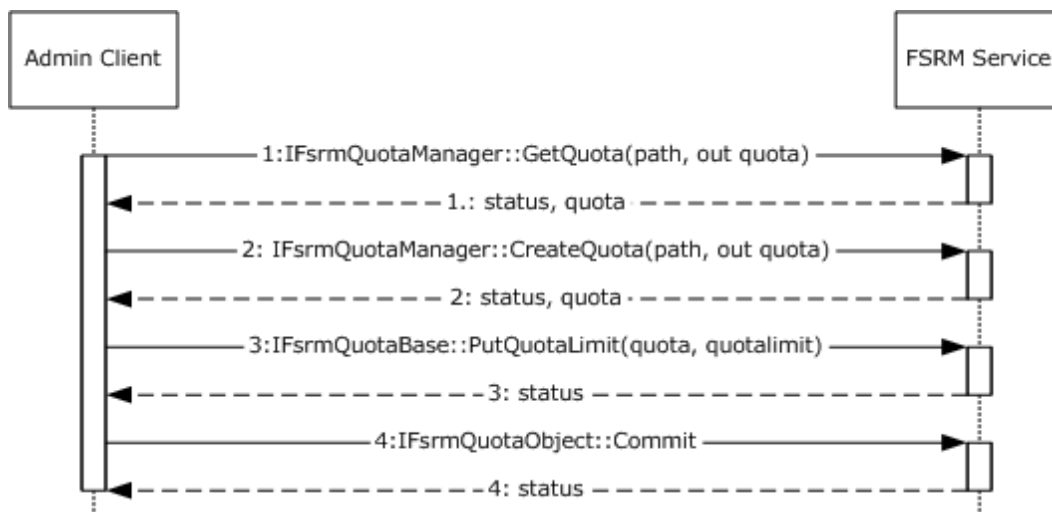 Admin Client
FSRM Service
1:IFsrmQuotaManager::GetQuota(path, out quota)
1.: status, quota
2: IFsrmQuotaManager::CreateQuota(path, out quota)
2: status, quota
3:IFsrmQuotaBase::PutQuotaLimit(quota, quotalimit)
3: status
4:IFsrmQuotaObject::Commit
4: status